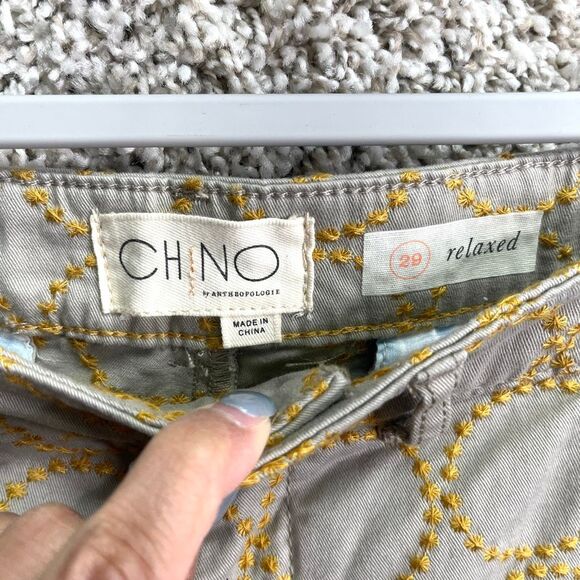 CHINO
by ANTHROPOLOGIE
MADE IN
CHINA
29 relaxed